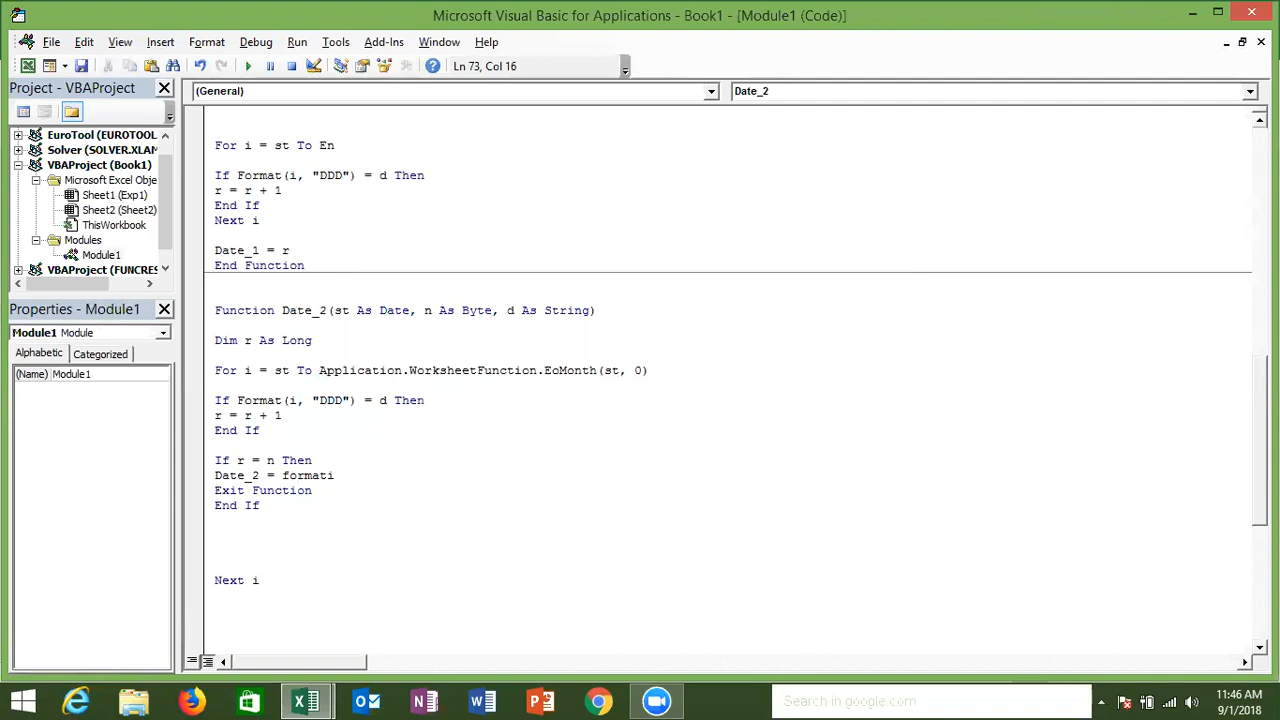 Microsoft Visual Basic for Applications - Book1 - [Module1 (Code)]
File Edit View Insert Format Debug Run Tools Add-Ins Window Help
Ln 73, Col 16
Project - VBAProject
(General)
Date_2
EuroTool (EUROTOOL
Solver (SOLVER.XLAM
VBAProject (Book1)
Microsoft Excel Obje
Sheet1 (Exp1)
Sheet2 (Sheet2)
ThisWorkbook
Modules
Module1
VBAProject (FUNCRES
Properties - Module1
Module1 Module
Alphabetic Categorized
(Name) Module1
For i = st To En
If Format(i, "DDD") = d Then
r = r + 1
End If
Next i
Date_1 = r
End Function
Function Date_2(st As Date, n As Byte, d As String)
Dim r As Long
For i = st To Application.WorksheetFunction.EoMonth(st, 0)
If Format(i, "DDD") = d Then
r = r + 1
End If
If r = n Then
Date_2 = formati
Exit Function
End If
Next i
Search in google.com
11:46 AM
9/1/2018